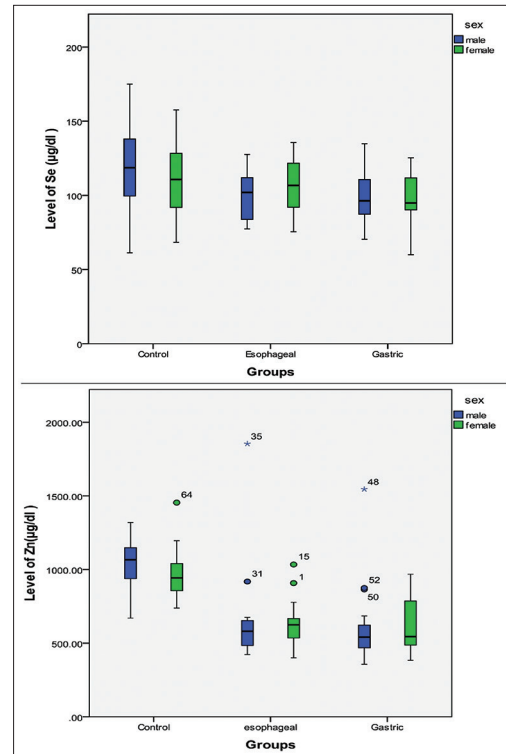 sex
male
female
200
150
100
50
0
Level of Se (µg/dl )
Control
Esophageal
Gastric
Groups
sex
male
female
2000.00
1500.00
1000.00
500.00
.00
Level of Zn(µg/dl)
35
48
64
31
15
1
52
50
Control
esophageal
Gastric
Groups